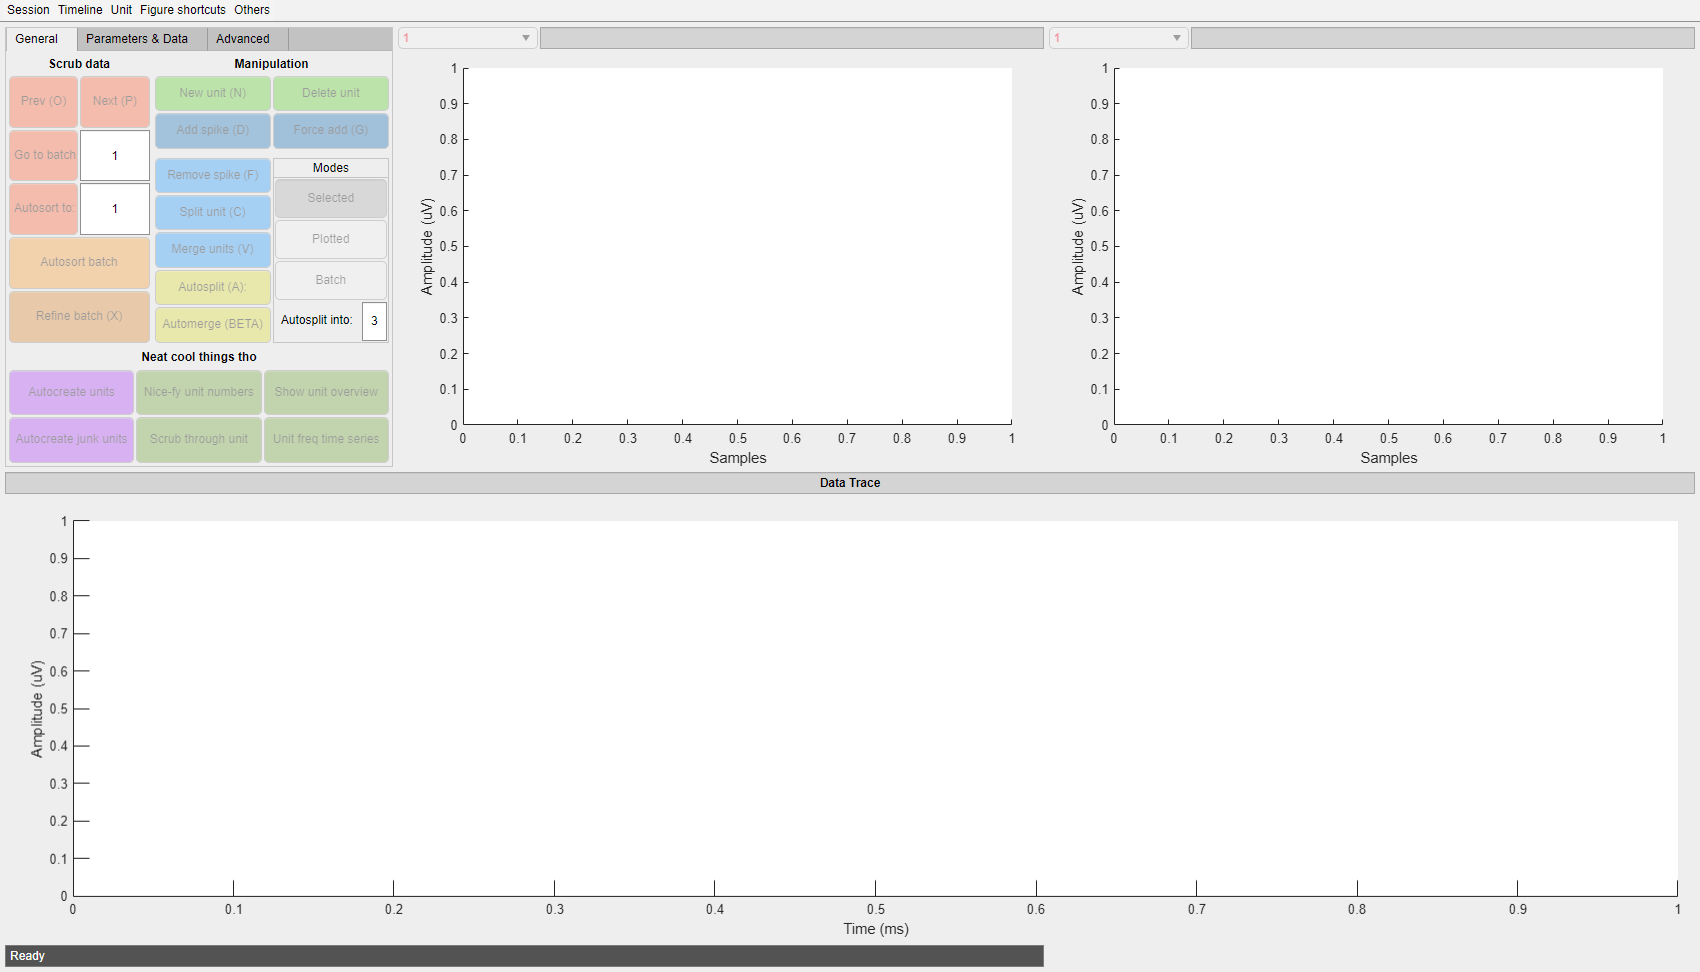 Session Timeline Unit Figure shortcuts Others
General Parameters & Data Advanced
Scrub data Manipulation
Prev (O) Next (P) New unit (N) Delete unit
Add spike (D) Force add (G)
Go to batch 1
Remove spike (F) Modes
Autosort to: 1 Split unit (C) Selected
Merge units (V) Plotted
Autosort batch Autosplit (A): Batch
Refine batch (X) Automerge (BETA) Autosplit into: 3
Neat cool things tho
Autocreate units Nice-fy unit numbers Show unit overview
Autocreate junk units Scrub through unit Unit freq time series
1
1
0.9
0.8
0.7
0.6
0.5
0.4
0.3
0.2
0.1
0
Amplitude (uV)
0 0.1 0.2 0.3 0.4 0.5 0.6 0.7 0.8 0.9 1
Samples
1
1
0.9
0.8
0.7
0.6
0.5
0.4
0.3
0.2
0.1
0
Amplitude (uV)
0 0.1 0.2 0.3 0.4 0.5 0.6 0.7 0.8 0.9 1
Samples
Data Trace
1
0.9
0.8
0.7
0.6
0.5
0.4
0.3
0.2
0.1
0
Amplitude (uV)
0 0.1 0.2 0.3 0.4 0.5 0.6 0.7 0.8 0.9 1
Time (ms)
Ready